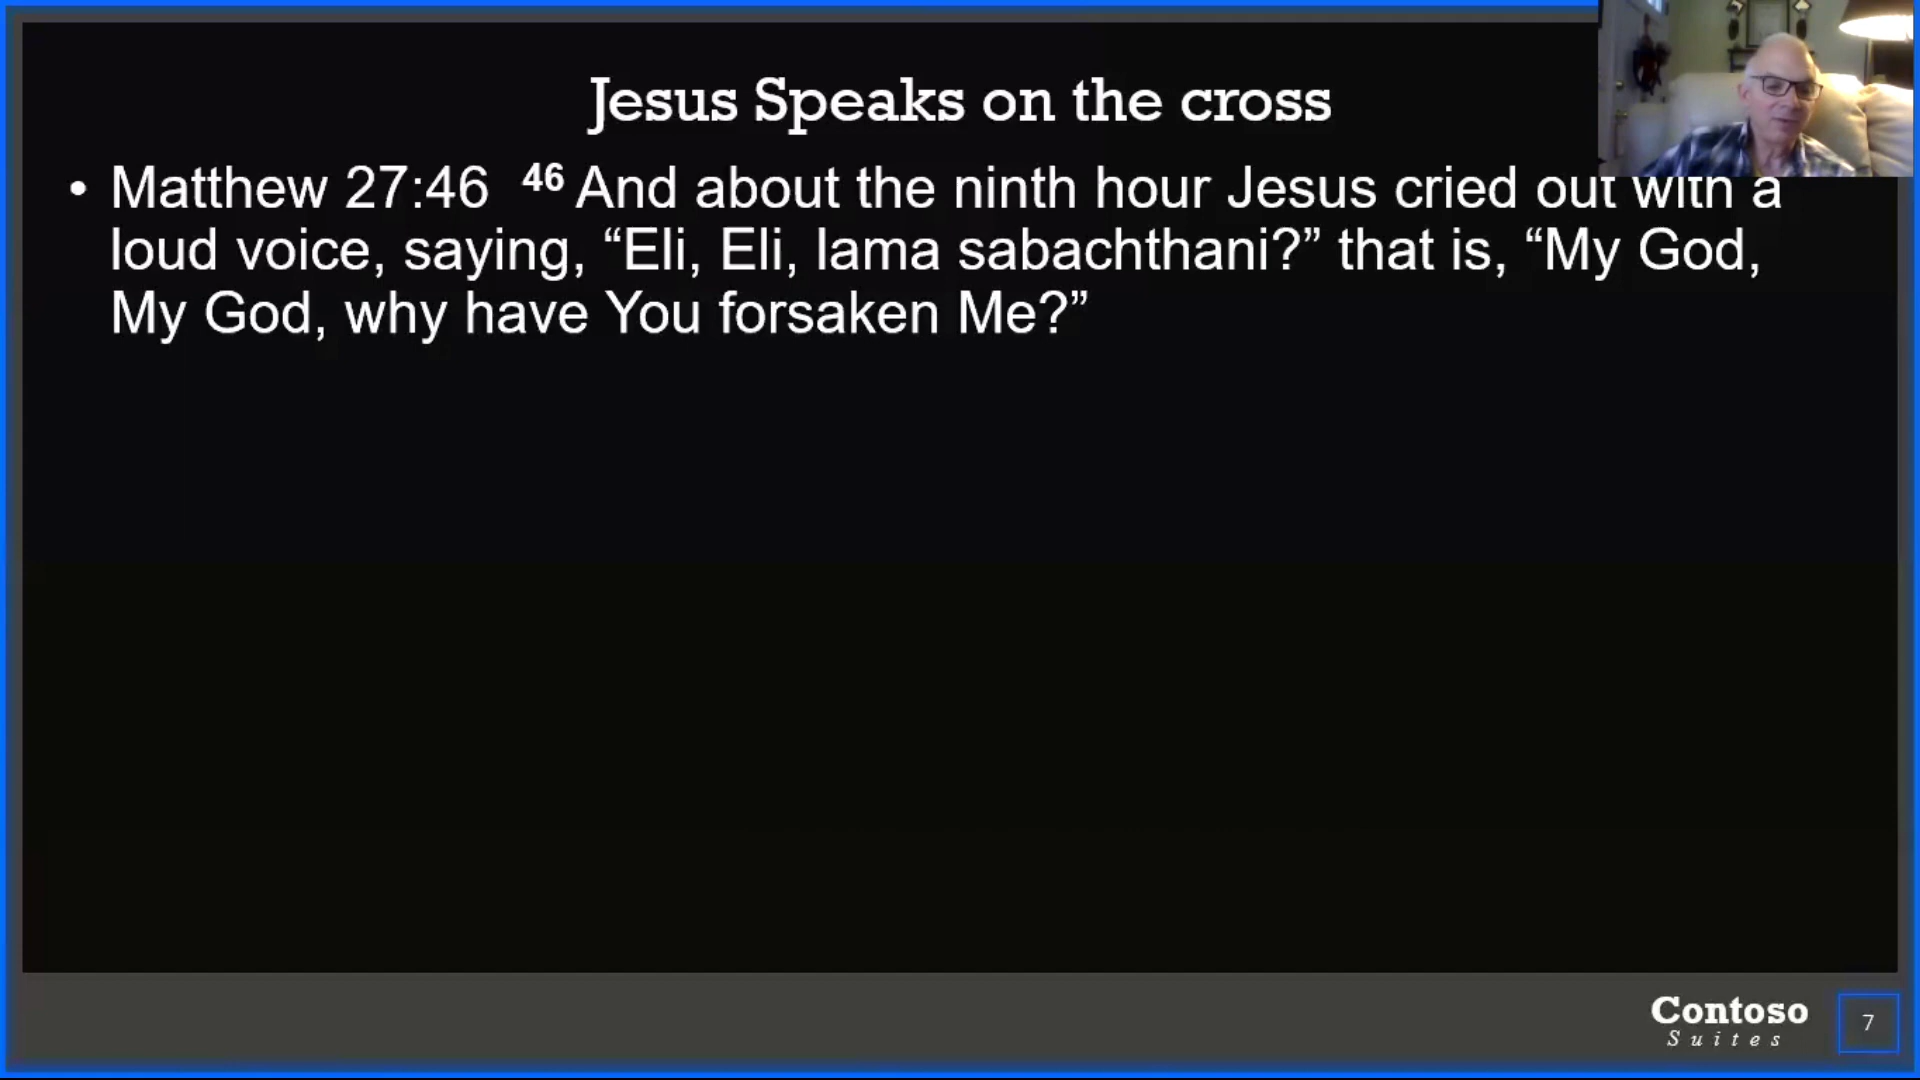 Jesus Speaks on the cross
• Matthew 27:46 46 And about the ninth hour Jesus cried out with a
loud voice, saying, “Eli, Eli, lama sabachthani?” that is, “My God,
My God, why have You forsaken Me?”
Contoso
Suites
7